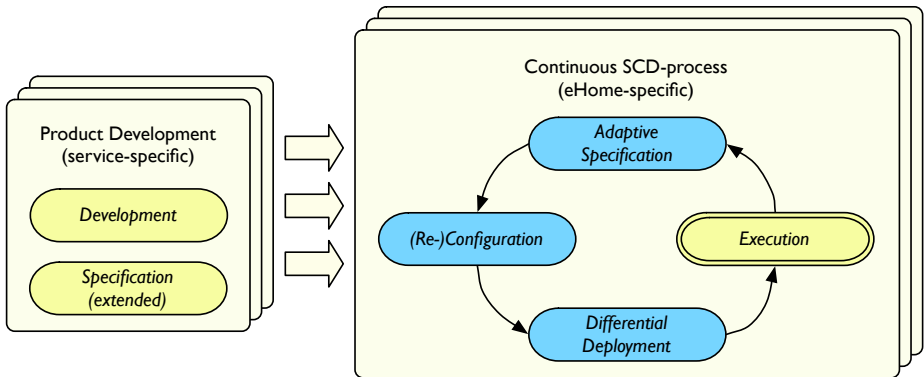 Product Development
(service-specific)
Development
Specification
(extended)
Continuous SCD-process
(eHome-specific)
Adaptive
Specification
(Re-)Configuration
Execution
Differential
Deployment